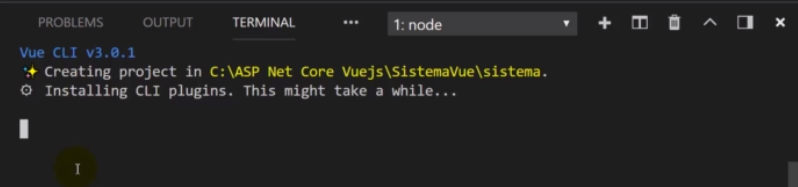 PROBLEMS OUTPUT TERMINAL ••• 1: node
Vue CLI v3.0.1
✨ Creating project in C:\ASP Net Core Vuejs\SistemaVue\sistema.
⚙ Installing CLI plugins. This might take a while...